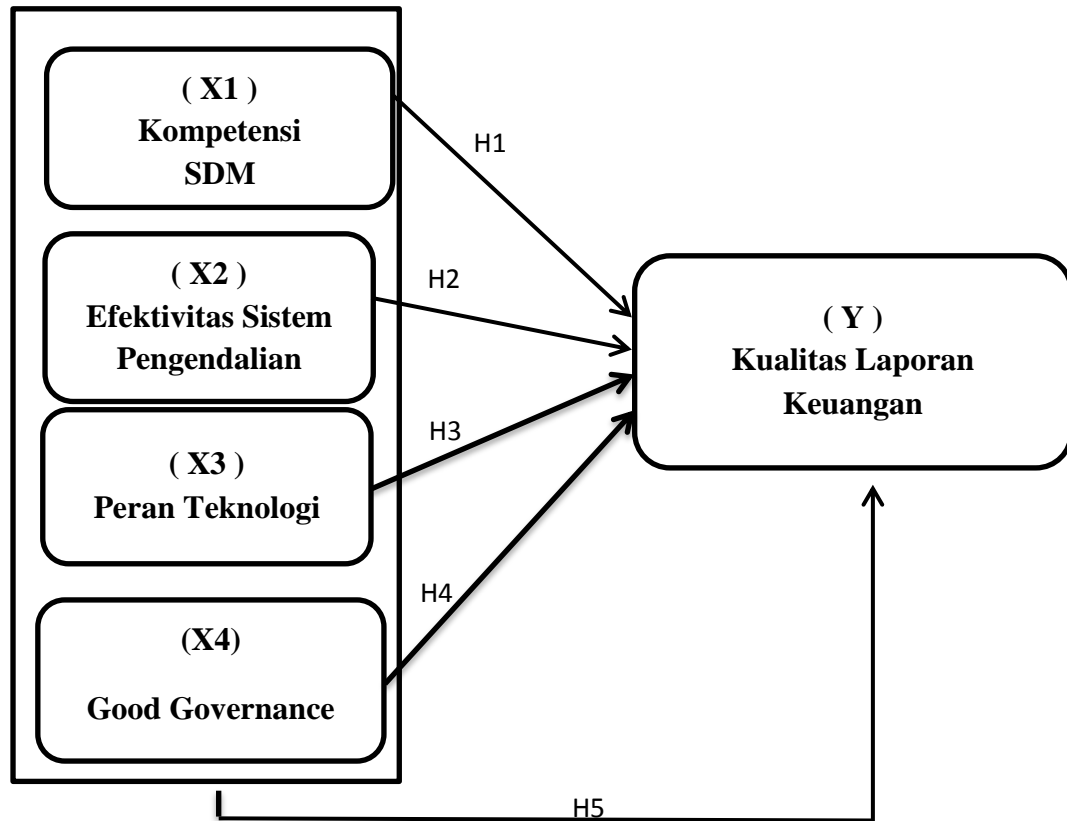 ( X1 )
Kompetensi
SDM
H1
( X2 )
Efektivitas Sistem
Pengendalian
H2
( X3 )
Peran Teknologi
H3
(X4)
Good Governance
H4
( Y )
Kualitas Laporan
Keuangan
H5